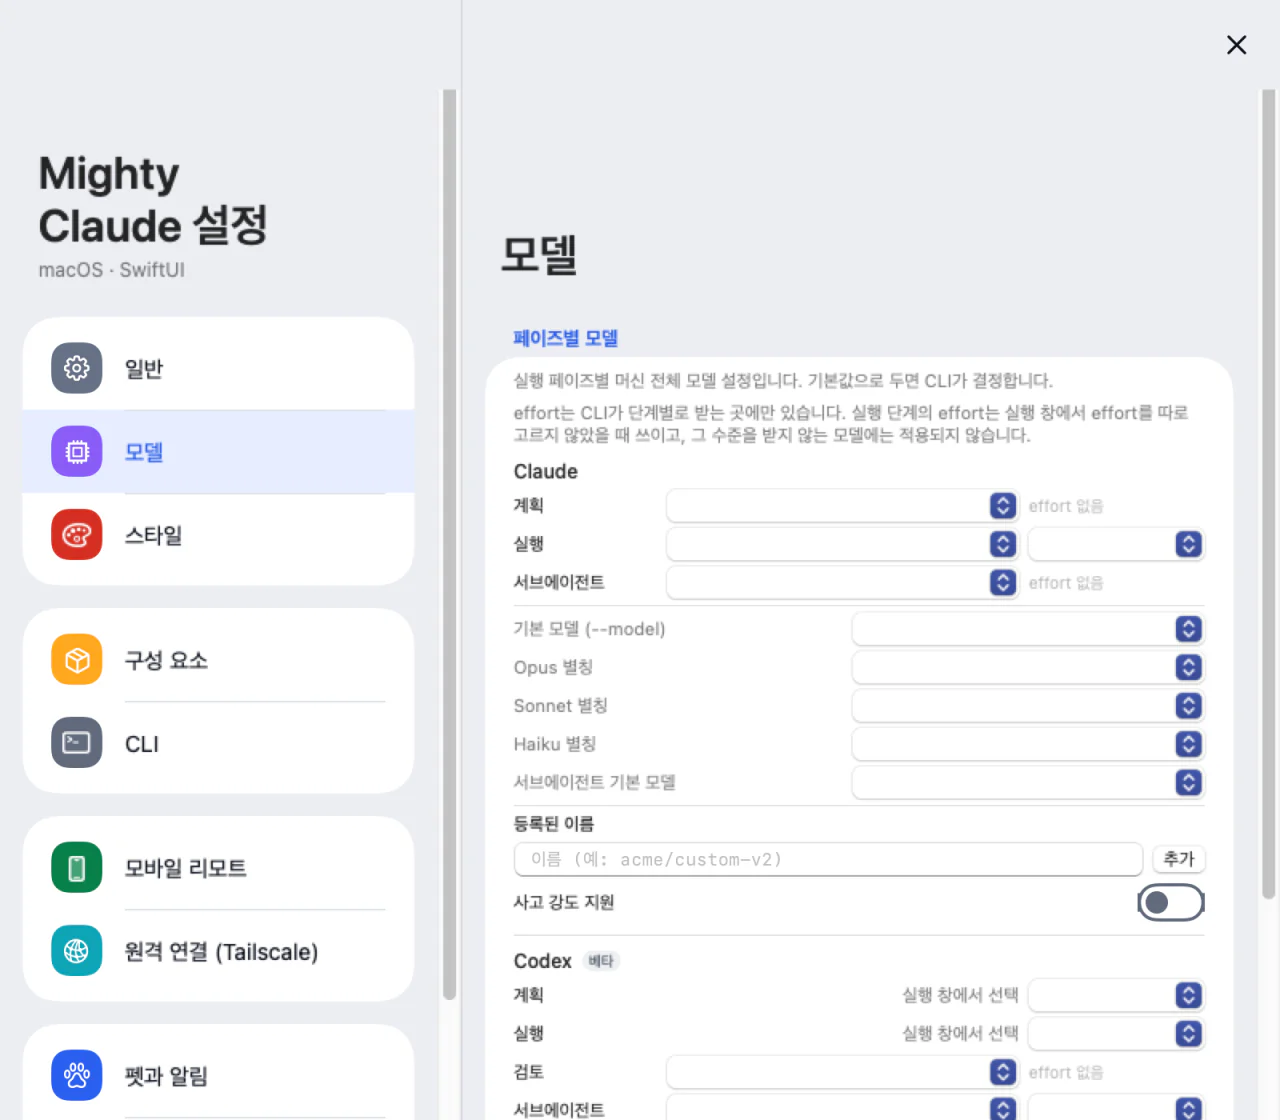 Mighty
Claude 설정
macOS · SwiftUI
일반
모델
스타일
구성 요소
CLI
모바일 리모트
원격 연결 (Tailscale)
펫과 알림
모델
페이즈별 모델
실행 페이즈별 머신 전체 모델 설정입니다. 기본값으로 두면 CLI가 결정합니다.
effort는 CLI가 단계별로 받는 곳에만 있습니다. 실행 단계의 effort는 실행 창에서 effort를 따로
고르지 않았을 때 쓰이고, 그 수준을 받지 않는 모델에는 적용되지 않습니다.
Claude
계획 effort 없음
실행
서브에이전트 effort 없음
기본 모델 (--model)
Opus 별칭
Sonnet 별칭
Haiku 별칭
서브에이전트 기본 모델
등록된 이름
이름 (예: acme/custom-v2) 추가
사고 강도 지원
Codex 베타
계획 실행 창에서 선택
실행 실행 창에서 선택
검토 effort 없음
서브에이전트